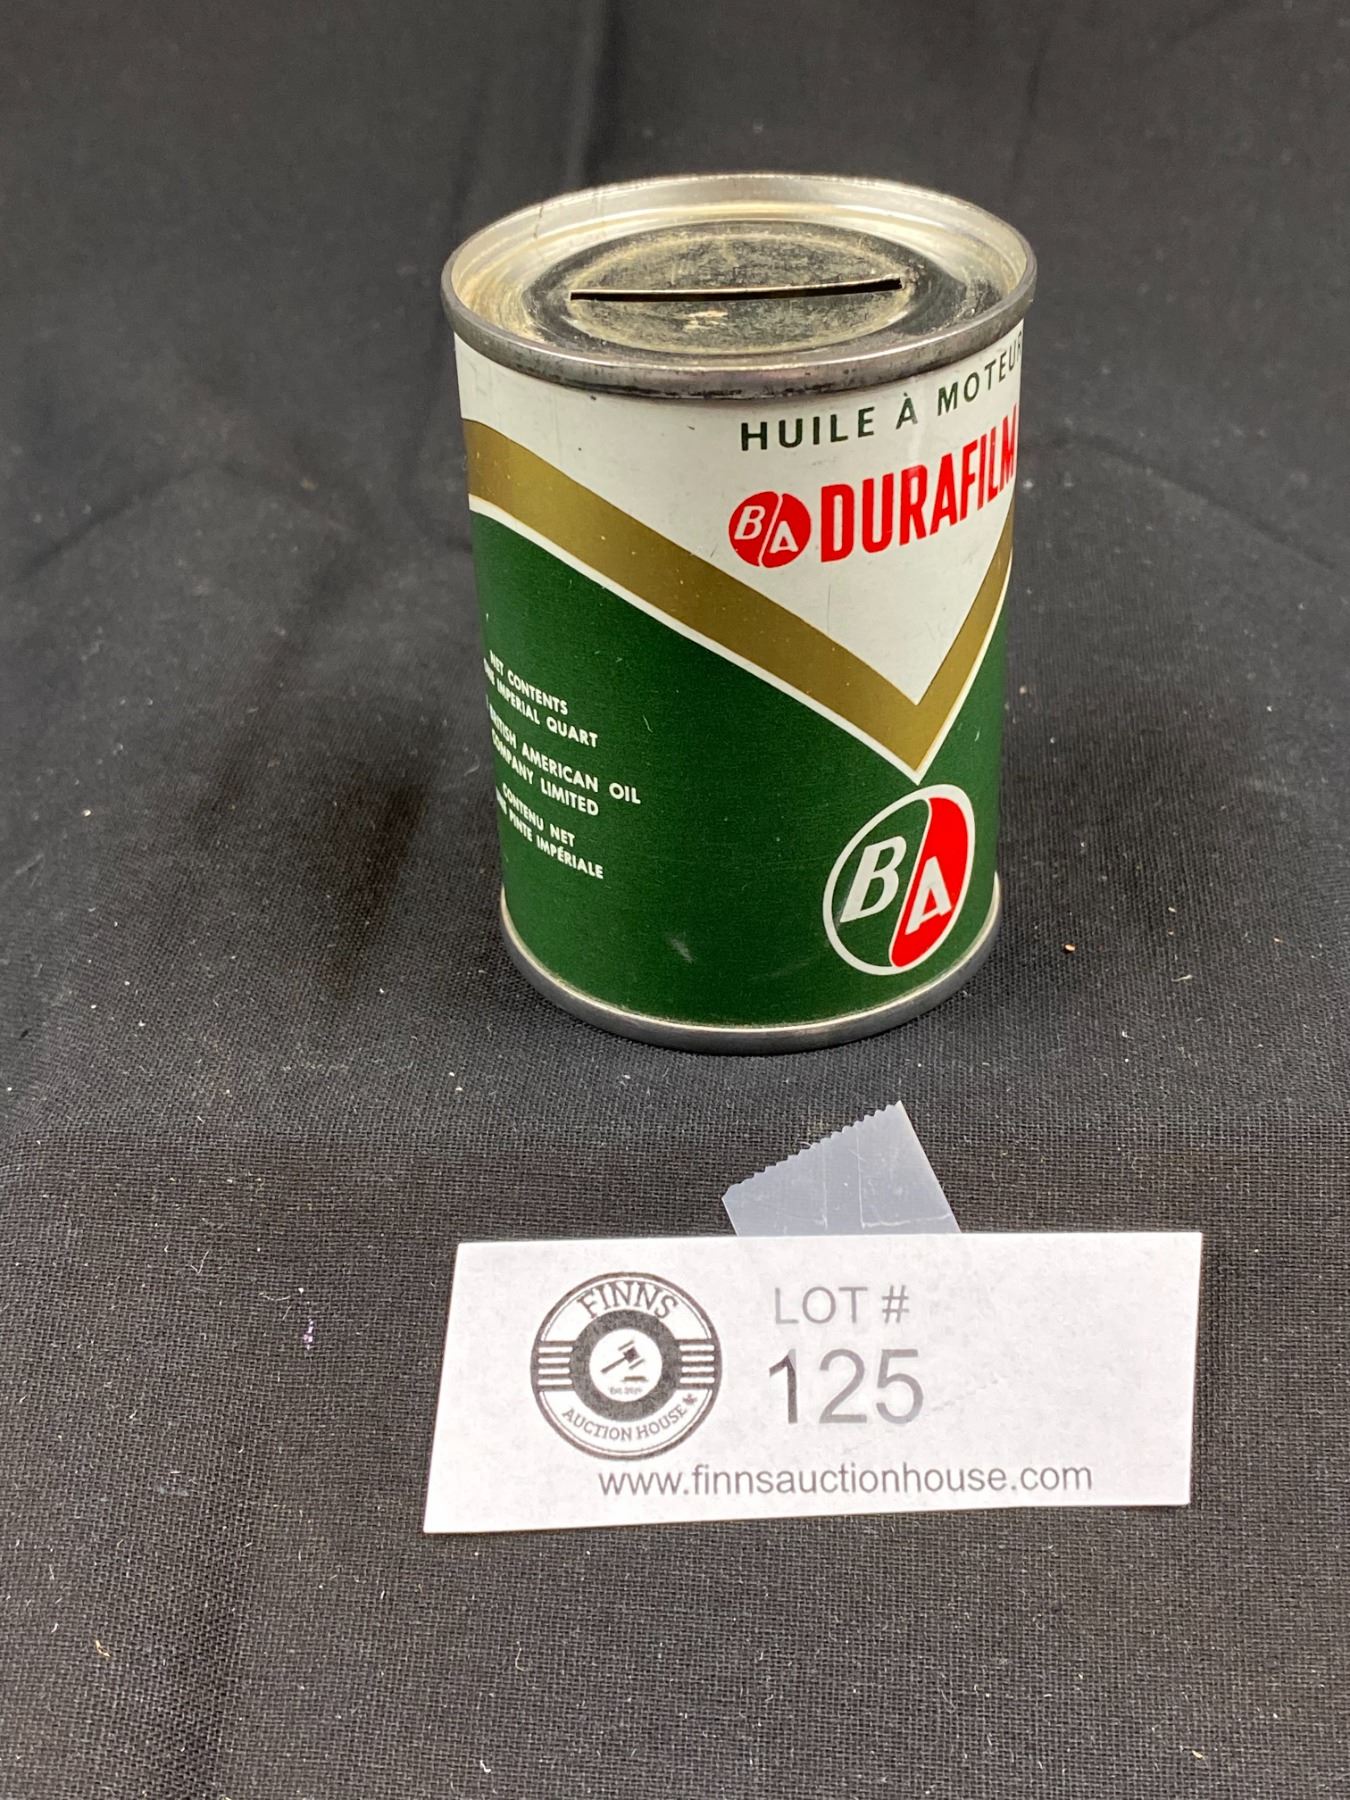 HUILE À MOTEUR
BA DURAFILM
NET CONTENTS
IMPERIAL QUART
BRITISH AMERICAN OIL
COMPANY LIMITED
CONTENU NET
PINTE IMPÉRIALE
BA
FINNS
AUCTION HOUSE
LOT #
125
www.finnsauctionhouse.com